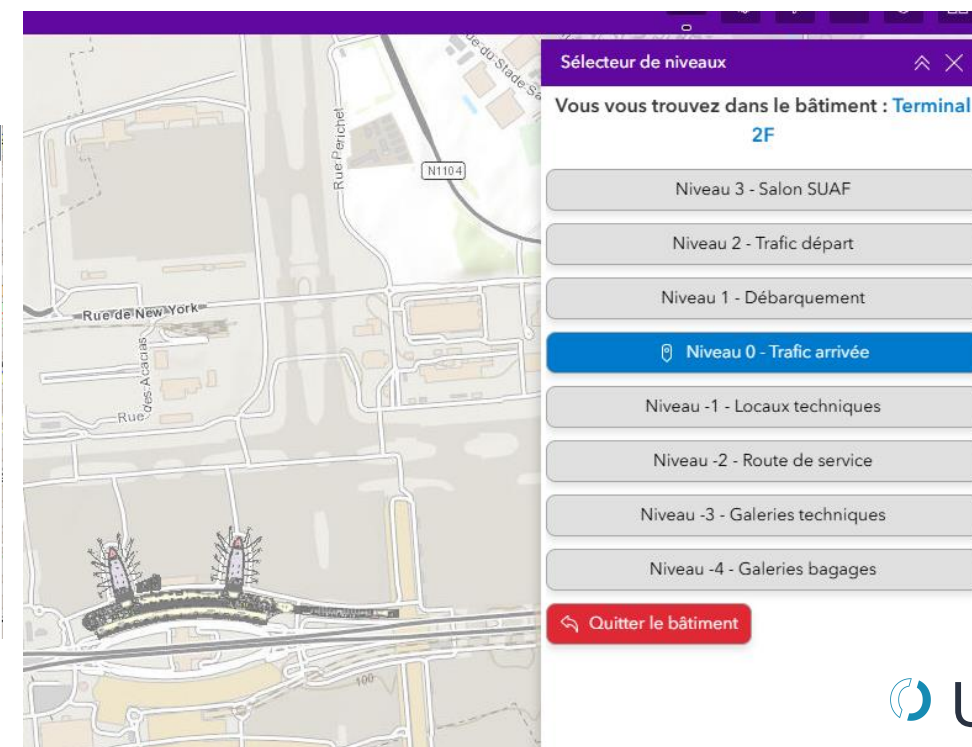 Sélecteur de niveaux
Vous vous trouvez dans le bâtiment : Terminal
2F
Niveau 3 - Salon SUAF
Niveau 2 - Trafic départ
Niveau 1 - Débarquement
Niveau 0 - Trafic arrivée
Niveau -1 - Locaux techniques
Niveau -2 - Route de service
Niveau -3 - Galeries techniques
Niveau -4 - Galeries bagages
Quitter le bâtiment
du Stade Sa
Rue Perichet
N1104
Rue de New York
Rue des Acacias
100